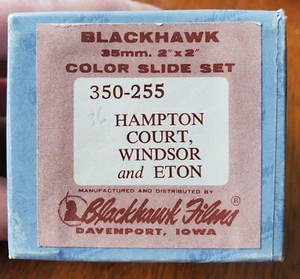 BLACKHAWK
35mm. 2"x2"
COLOR SLIDE SET
350-255
36
HAMPTON
COURT,
WINDSOR
and ETON
MANUFACTURED AND DISTRIBUTED BY
Blackhawk Films®
DAVENPORT, IOWA